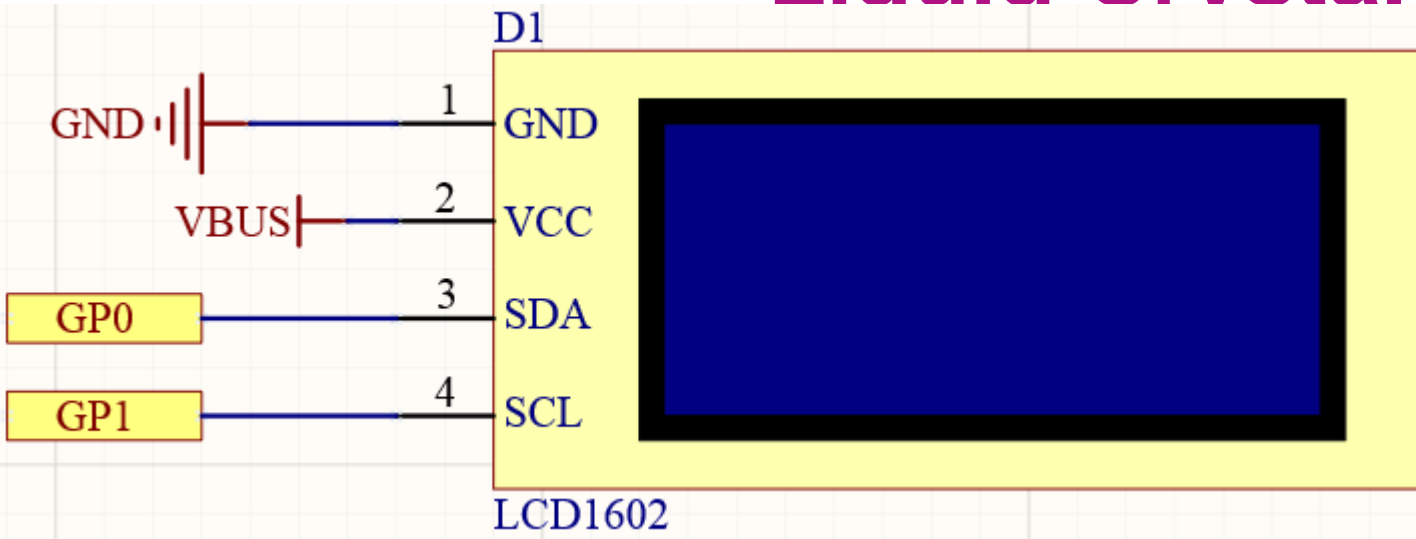 D1
GND 1 GND
VBUS 2 VCC
GP0 3 SDA
GP1 4 SCL
LCD1602